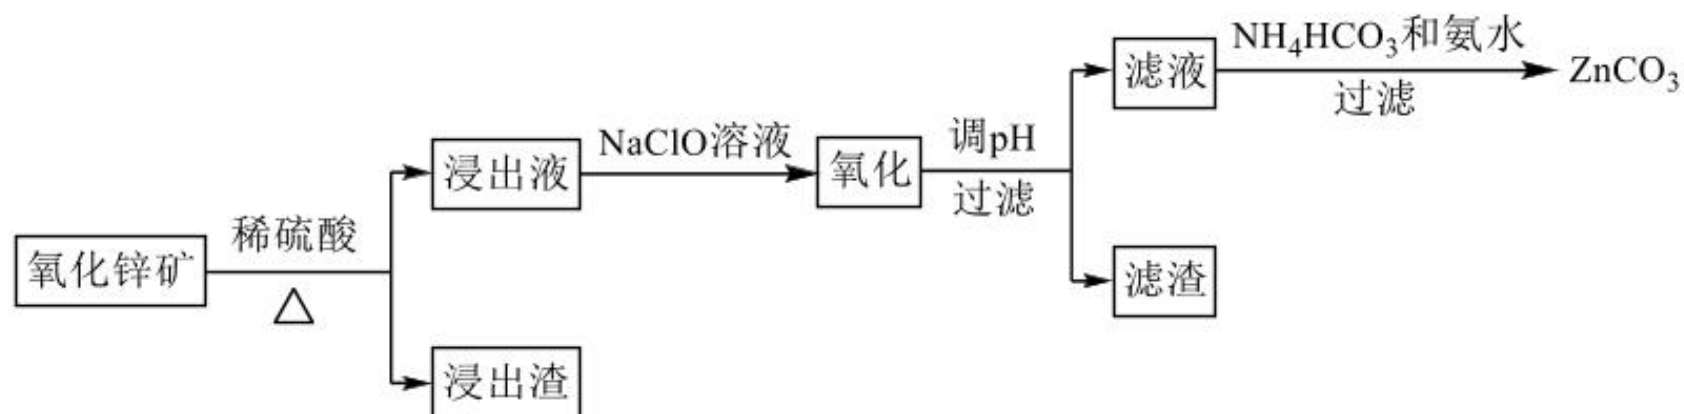 氧化锌矿
稀硫酸
△
浸出液
浸出渣
NaClO溶液
氧化
调pH
过滤
滤液
滤渣
NH₄HCO₃和氨水
过滤
ZnCO₃